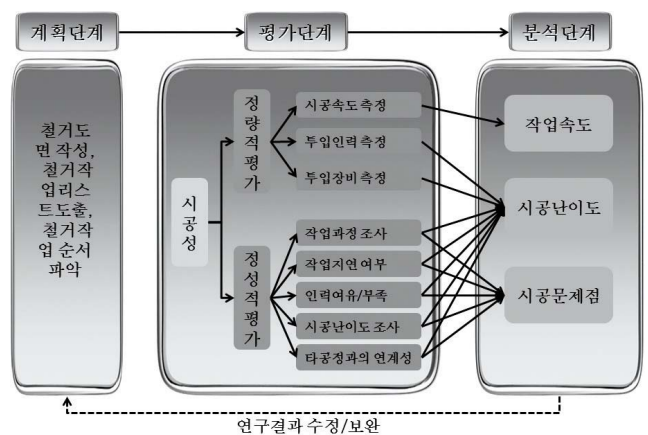 계획단계
평가단계
분석단계
철거도
면 작성,
철거작
업리스
트도출,
철거작
업 순서
파악
시공성
정량적평가
시공속도 측정
투입인력 측정
투입장비 측정
정성적평가
작업과정 조사
작업지연 여부
인력여유/부족
시공난이도 조사
타공정과의 연계성
작업속도
시공난이도
시공문제점
연구결과 수정/보완